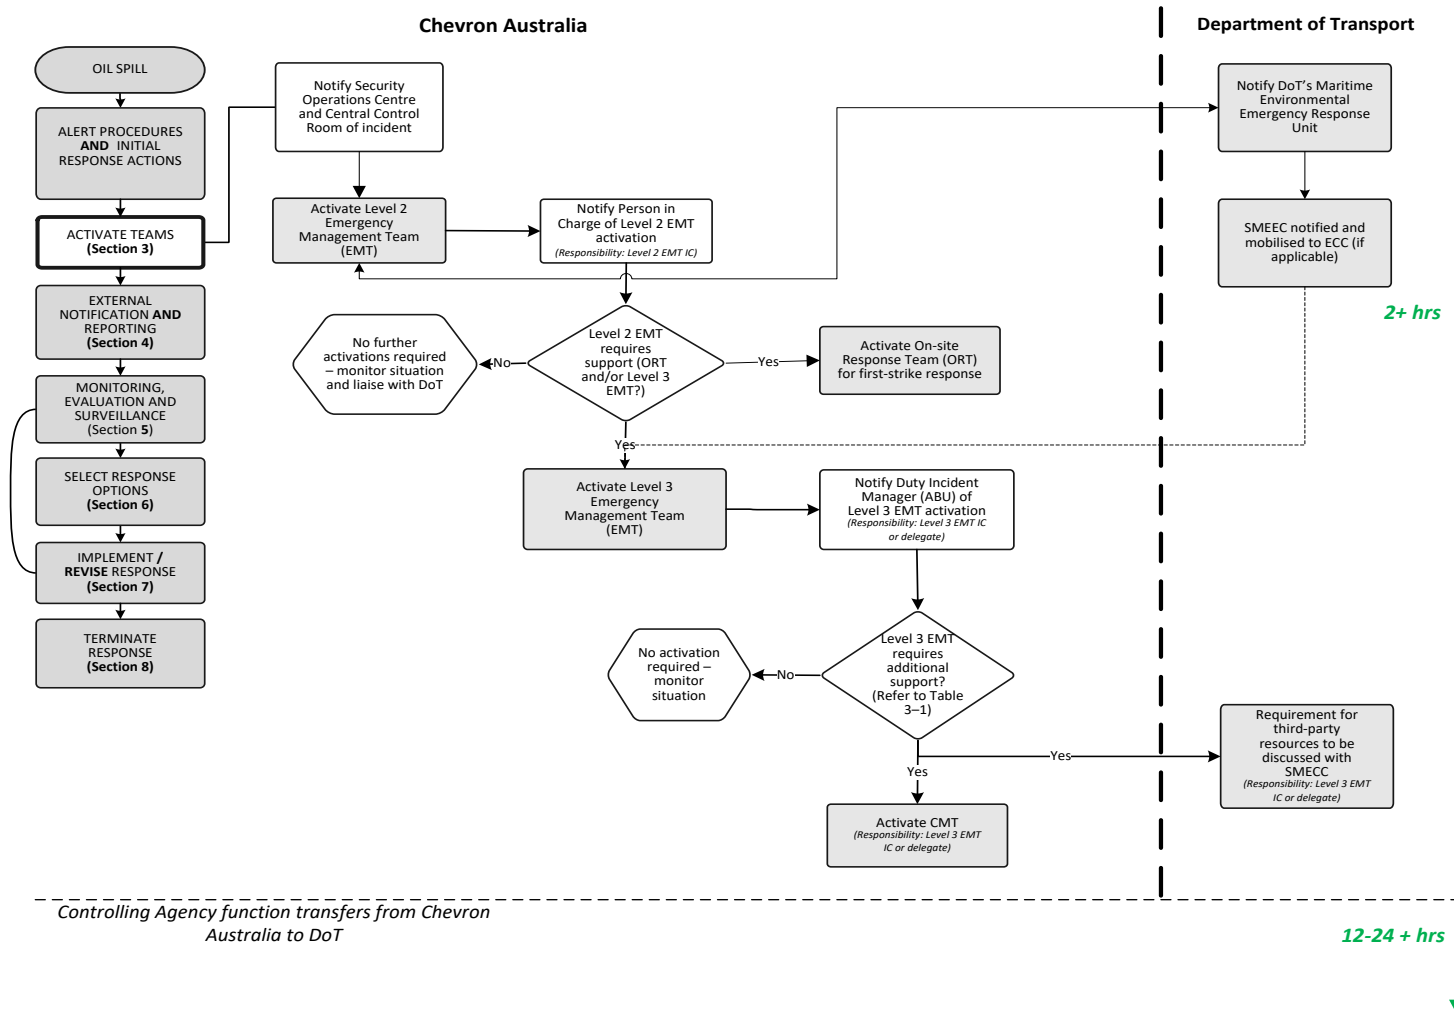 Chevron Australia
Department of Transport
OIL SPILL
ALERT PROCEDURES
AND INITIAL
RESPONSE ACTIONS
ACTIVATE TEAMS
(Section 3)
EXTERNAL
NOTIFICATION AND
REPORTING
(Section 4)
MONITORING,
EVALUATION AND
SURVEILLANCE
(Section 5)
SELECT RESPONSE
OPTIONS
(Section 6)
IMPLEMENT /
REVISE RESPONSE
(Section 7)
TERMINATE
RESPONSE
(Section 8)
Notify Security
Operations Centre
and Central Control
Room of incident
Activate Level 2
Emergency
Management Team
(EMT)
Notify Person in
Charge of Level 2 EMT
activation
(Responsibility: Level 2 EMT IC)
Level 2 EMT
requires
support (ORT
and/or Level 3
EMT?)
No
No further
activations required
– monitor situation
and liaise with DoT
Yes
Activate On-site
Response Team (ORT)
for first-strike response
Yes
Activate Level 3
Emergency
Management Team
(EMT)
Notify Duty Incident
Manager (ABU) of
Level 3 EMT activation
(Responsibility: Level 3 EMT IC
or delegate)
Level 3 EMT
requires
additional
support?
(Refer to Table
3–1)
No
No activation
required –
monitor
situation
Yes
Yes
Activate CMT
(Responsibility: Level 3 EMT
IC or delegate)
Notify DoT's Maritime
Environmental
Emergency Response
Unit
SMEEC notified and
mobilised to ECC (if
applicable)
2+ hrs
Requirement for
third-party
resources to be
discussed with
SMECC
(Responsibility: Level 3 EMT
IC or delegate)
Controlling Agency function transfers from Chevron
Australia to DoT
12-24 + hrs